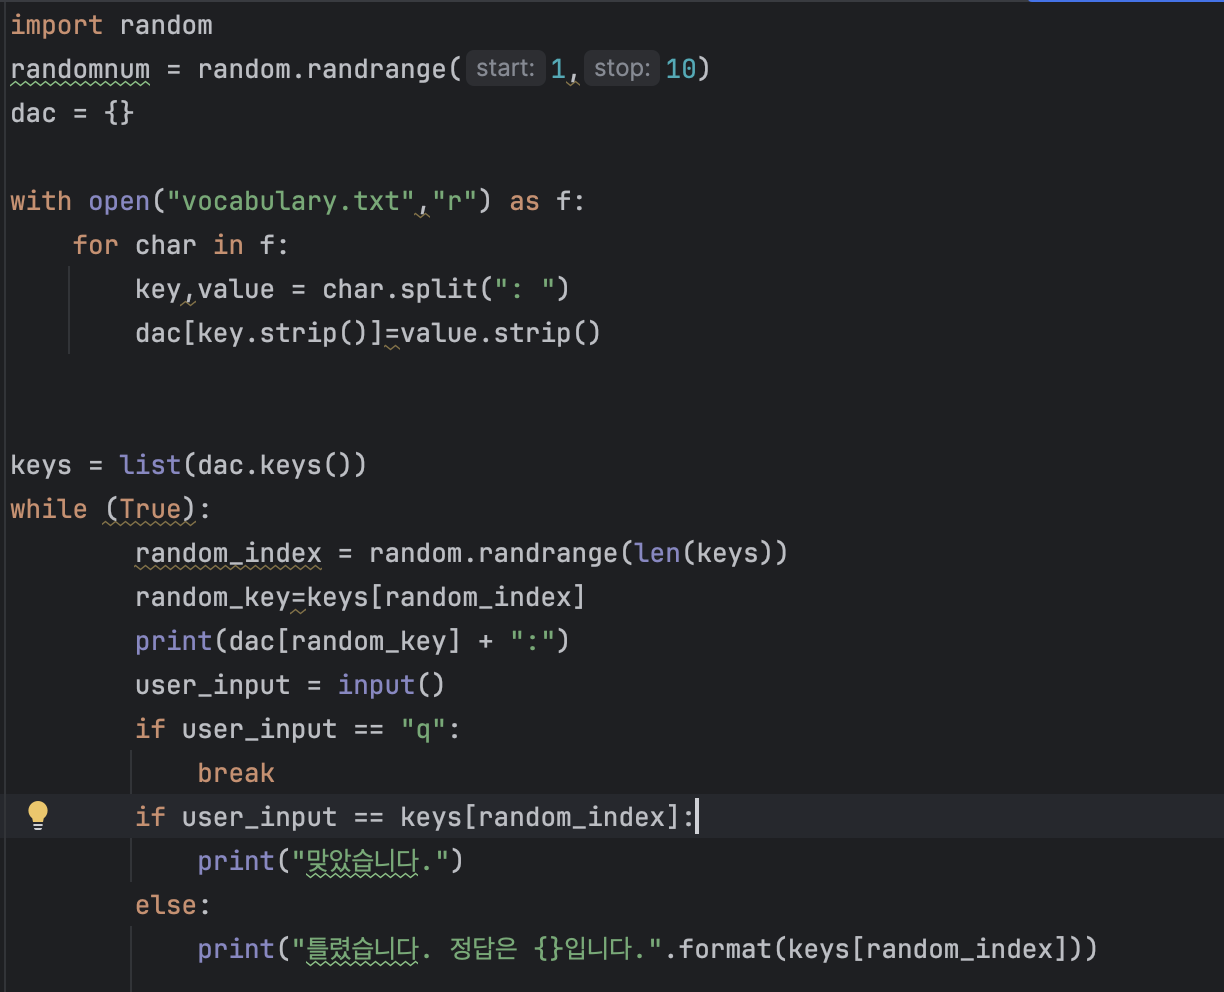 import random
randomnum = random.randrange( start: 1, stop: 10)
dac = {}
with open("vocabulary.txt","r") as f:
    for char in f:
        key,value = char.split(": ")
        dac[key.strip()]=value.strip()
keys = list(dac.keys())
while (True):
        random_index = random.randrange(len(keys))
        random_key=keys[random_index]
        print(dac[random_key] + ":")
        user_input = input()
        if user_input == "q":
            break
        if user_input == keys[random_index]:
            print("맞았습니다.")
        else:
            print("틀렸습니다. 정답은 {}입니다.".format(keys[random_index]))